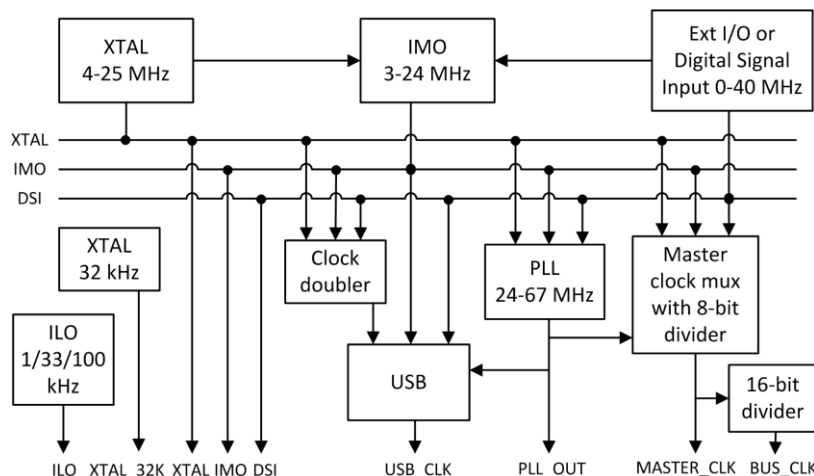 XTAL
4-25 MHz
IMO
3-24 MHz
Ext I/O or
Digital Signal
Input 0-40 MHz
XTAL
IMO
DSI
XTAL
32 kHz
Clock
doubler
PLL
24-67 MHz
Master
clock mux
with 8-bit
divider
ILO
1/33/100
kHz
USB
16-bit
divider
ILO XTAL_32K XTAL IMO DSI USB_CLK PLL_OUT MASTER_CLK BUS_CLK